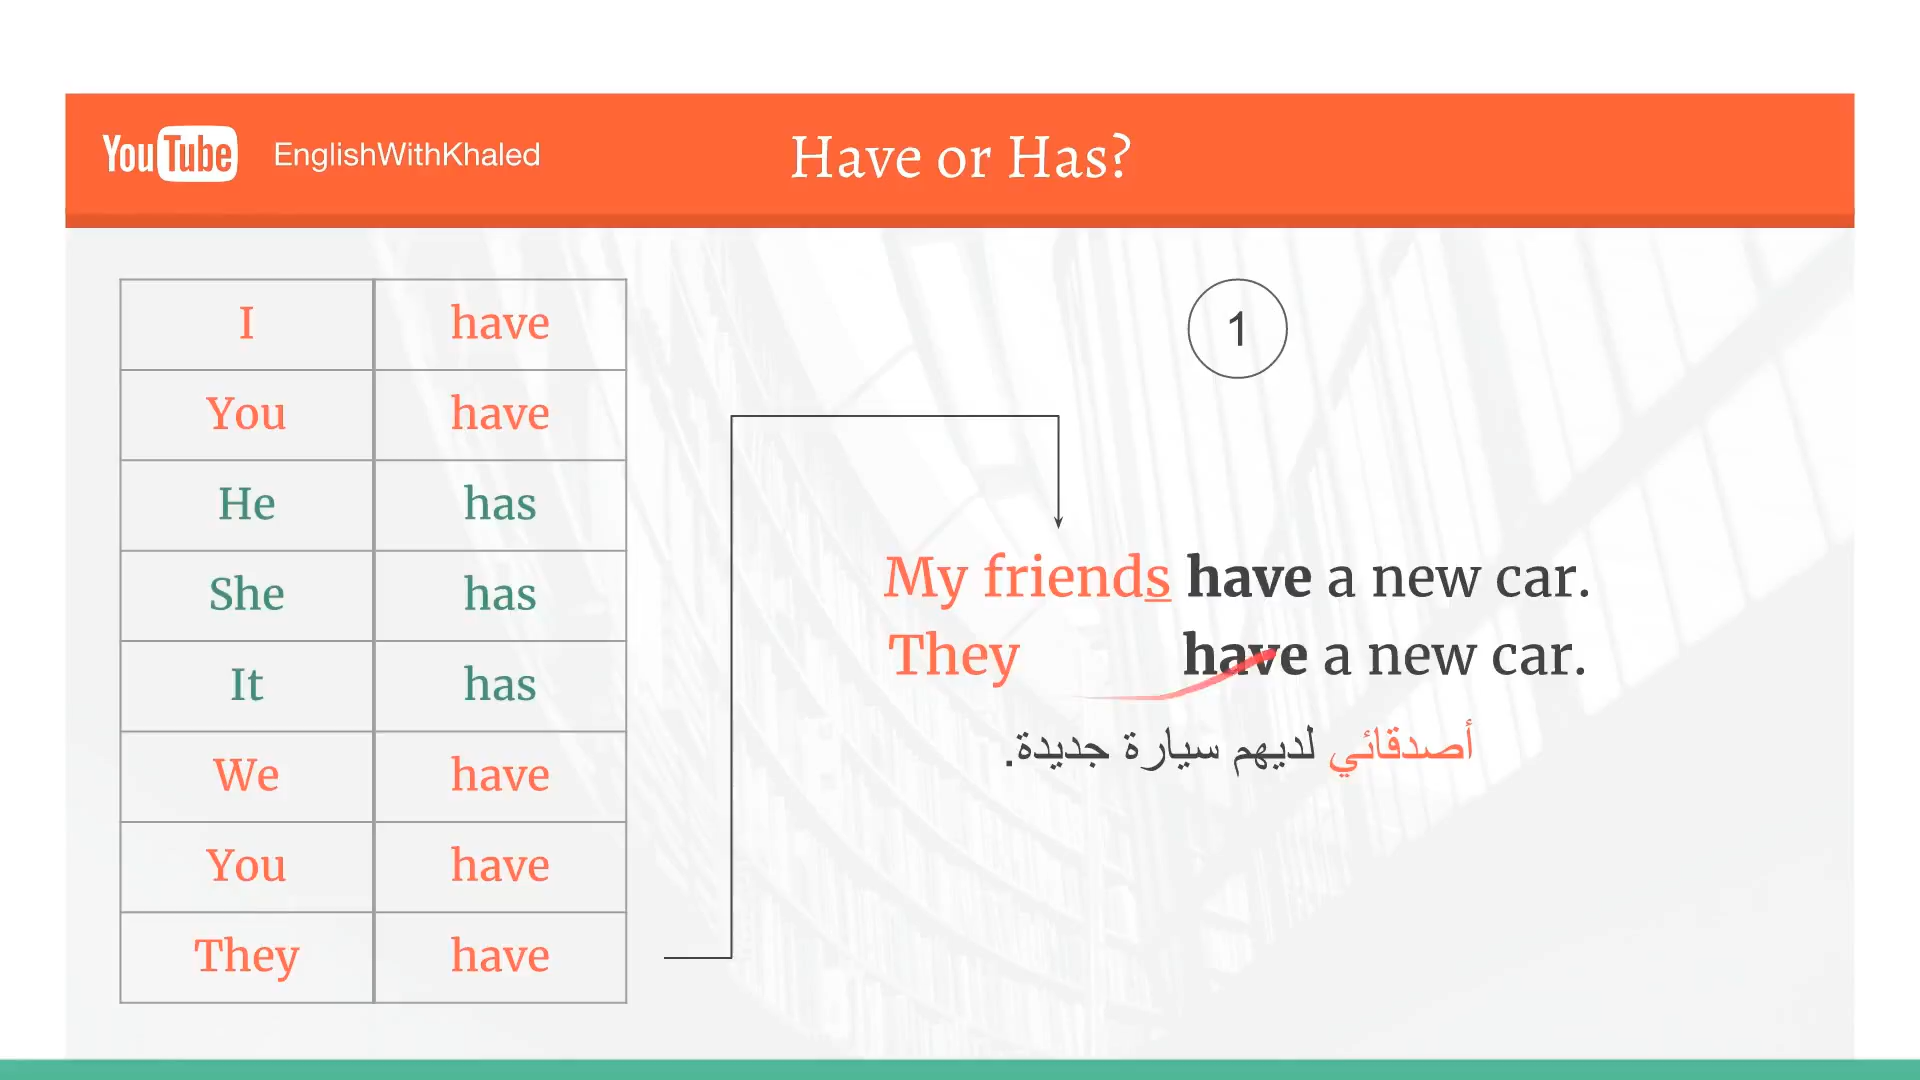 YouTube EnglishWithKhaled
Have or Has?
I have
You have
He has
She has
It has
We have
You have
They have
1
My friends have a new car.
They have a new car.
أصدقائي لديهم سيارة جديدة.